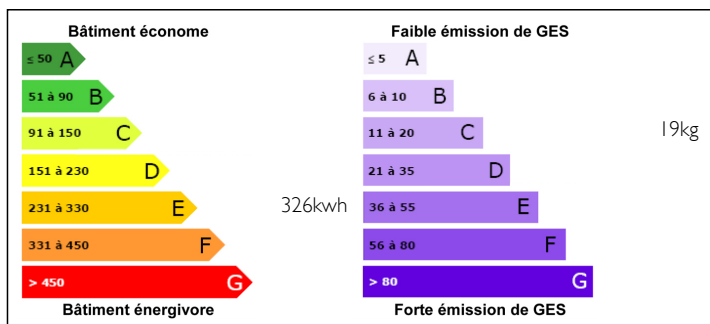 Bâtiment économe
≤ 50 A
51 à 90 B
91 à 150 C
151 à 230 D
231 à 330 E
326kwh
331 à 450 F
> 450
Bâtiment énergivore
Faible émission de GES
≤ 5 A
6 à 10 B
11 à 20 C
19kg
21 à 35 D
36 à 55 E
56 à 80 F
> 80 G
Forte émission de GES